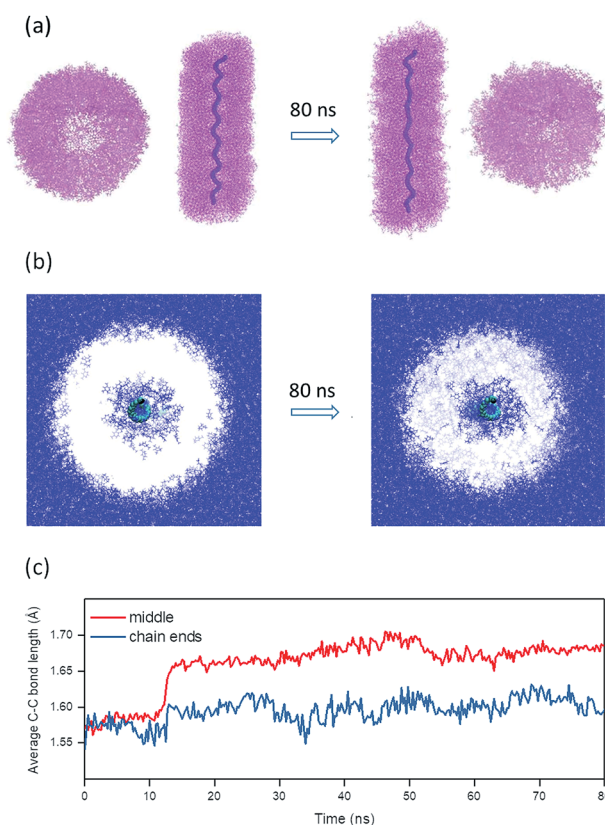 (a)
80 ns
(b)
80 ns
(c)
middle
chain ends
Average C-C bond length (Å)
1.70
1.65
1.60
1.55
0 10 20 30 40 50 60 70 80
Time (ns)